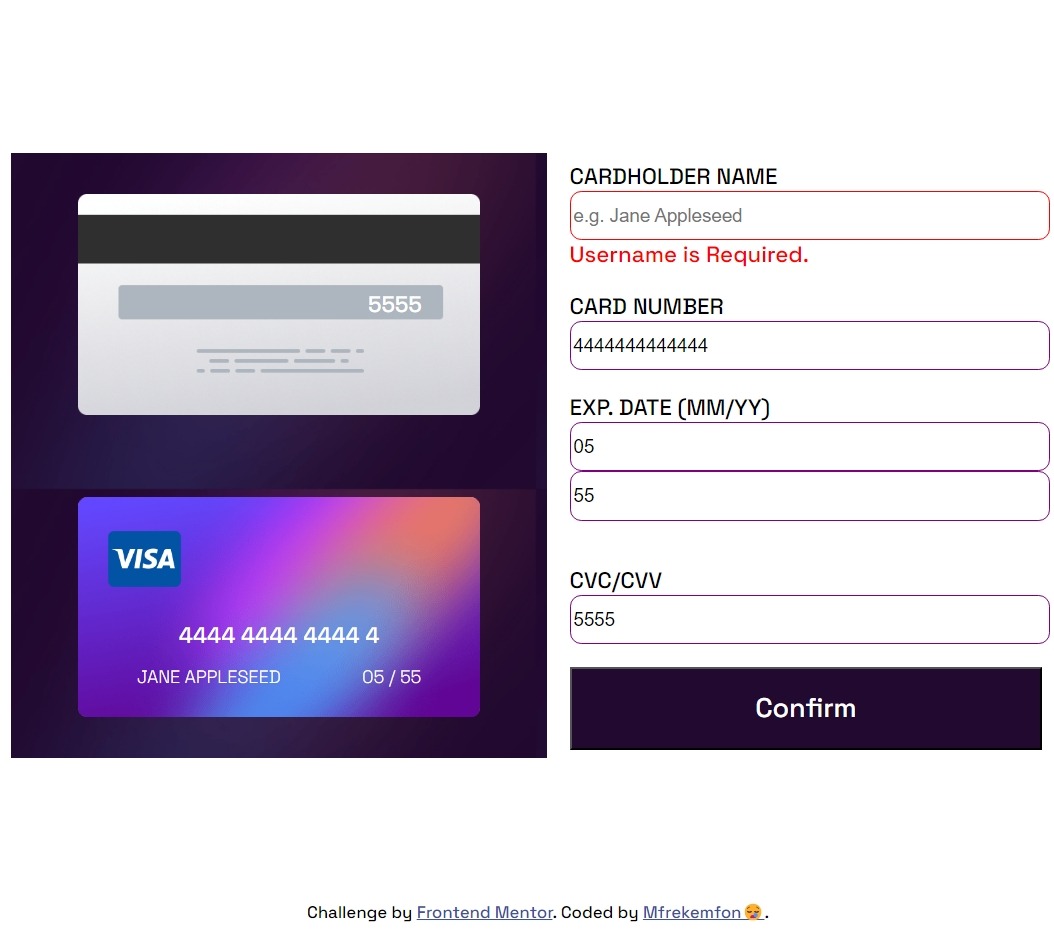 5555
VISA
4444 4444 4444 4
JANE APPLESEED 05 / 55
CARDHOLDER NAME
e.g. Jane Appleseed
Username is Required.
CARD NUMBER
4444444444444
EXP. DATE (MM/YY)
05
55
CVC/CVV
5555
Confirm
Challenge by Frontend Mentor. Coded by Mfrekemfon😪.